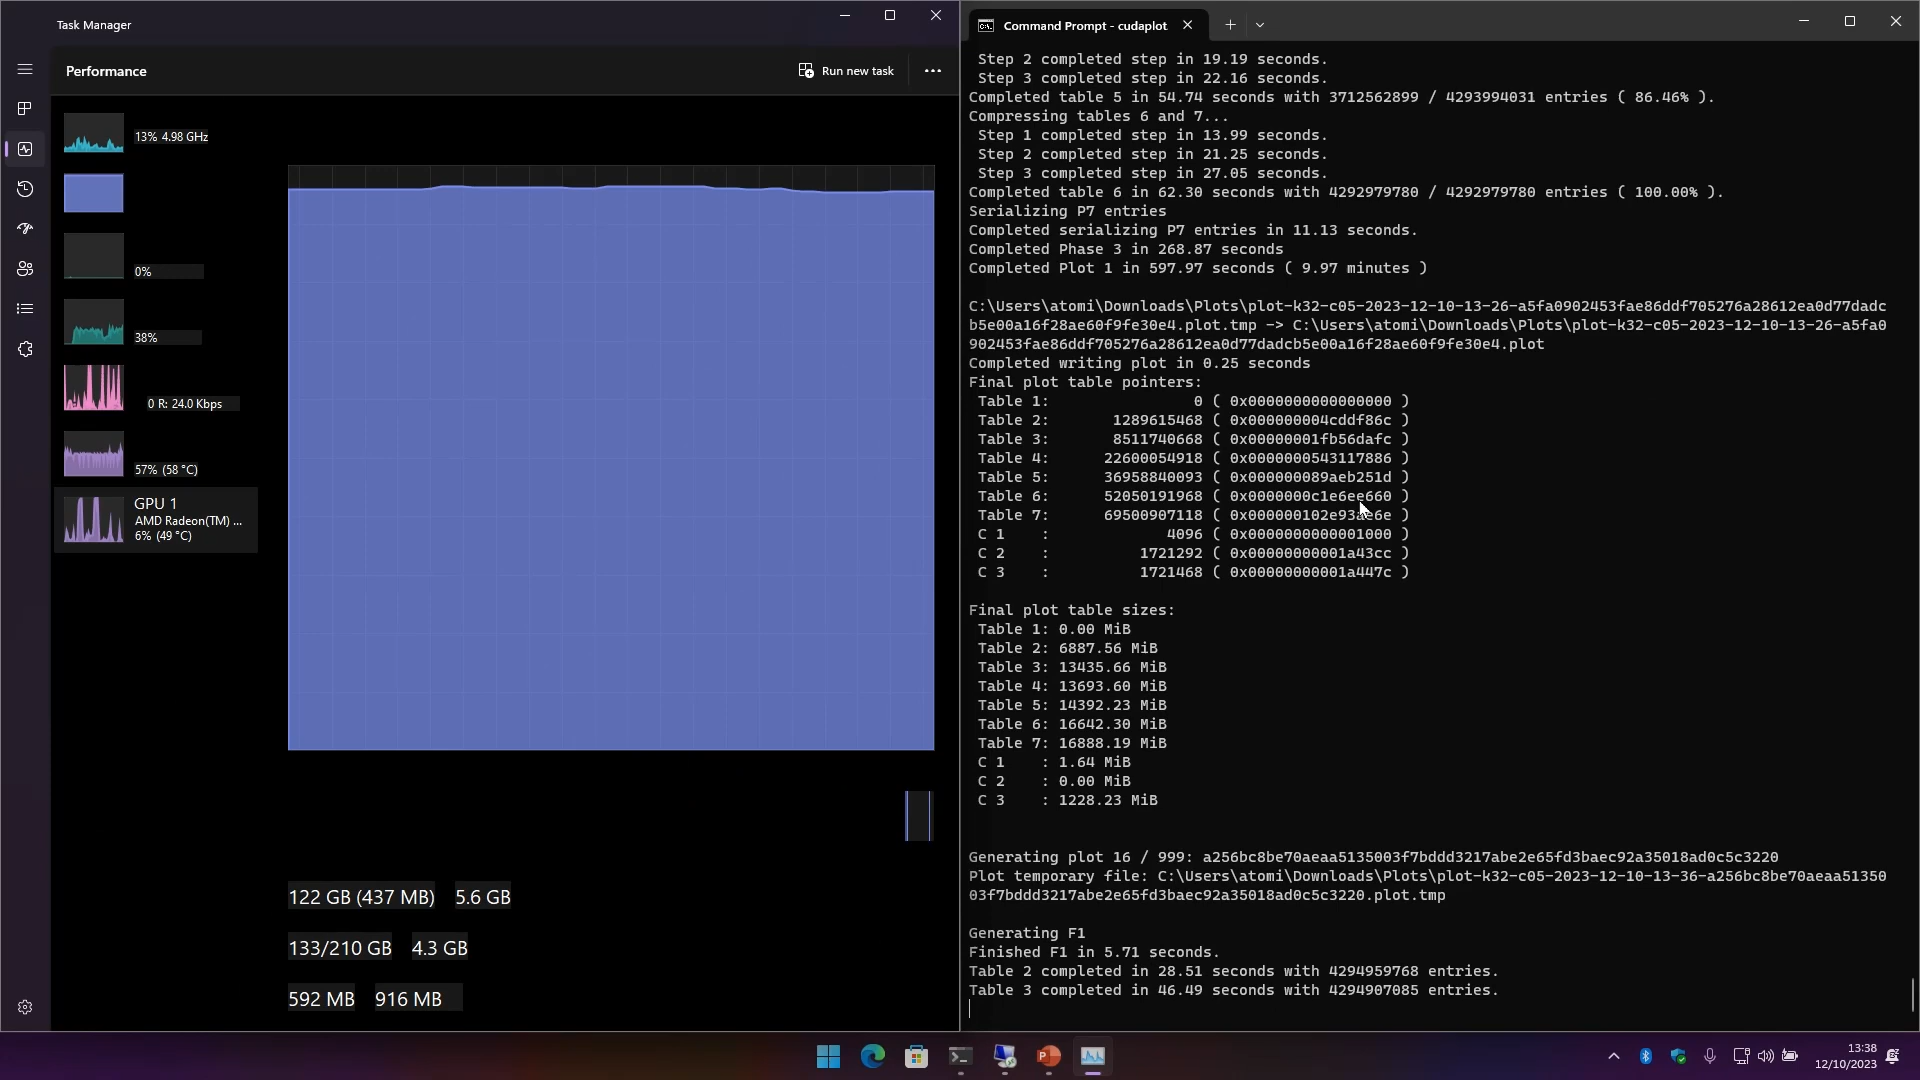 Task Manager
Performance
Run new task
13% 4.98 GHz
0%
38%
0 R: 24.0 Kbps
57% (58 °C)
GPU 1
AMD Radeon(TM) ...
6% (49 °C)
122 GB (437 MB) 5.6 GB
133/210 GB 4.3 GB
592 MB 916 MB
Command Prompt - cudaplot
Step 2 completed step in 19.19 seconds.
Step 3 completed step in 22.16 seconds.
Completed table 5 in 54.74 seconds with 3712562899 / 4293994031 entries ( 86.46% ).
Compressing tables 6 and 7...
Step 1 completed step in 13.99 seconds.
Step 2 completed step in 21.25 seconds.
Step 3 completed step in 27.05 seconds.
Completed table 6 in 62.30 seconds with 4292979780 / 4292979780 entries ( 100.00% ).
Serializing P7 entries
Completed serializing P7 entries in 11.13 seconds.
Completed Phase 3 in 268.87 seconds
Completed Plot 1 in 597.97 seconds ( 9.97 minutes )
C:\Users\atomi\Downloads\Plots\plot-k32-c05-2023-12-10-13-26-a5fa0902453fae86ddf705276a28612ea0d77dadc
b5e00a16f28ae60f9fe30e4.plot.tmp -> C:\Users\atomi\Downloads\Plots\plot-k32-c05-2023-12-10-13-26-a5fa0
902453fae86ddf705276a28612ea0d77dadcb5e00a16f28ae60f9fe30e4.plot
Completed writing plot in 0.25 seconds
Final plot table pointers:
Table 1: 0 ( 0x0000000000000000 )
Table 2: 1289615468 ( 0x000000004cddf86c )
Table 3: 8511740668 ( 0x00000001fb56dafc )
Table 4: 22600054918 ( 0x0000000543117886 )
Table 5: 36958840093 ( 0x000000089aeb251d )
Table 6: 52050191968 ( 0x0000000c1e6ee660 )
Table 7: 69500907118 ( 0x000000102e93ae6e )
C 1 : 4096 ( 0x0000000000001000 )
C 2 : 1721292 ( 0x00000000001a43cc )
C 3 : 1721468 ( 0x00000000001a447c )
Final plot table sizes:
Table 1: 0.00 MiB
Table 2: 6887.56 MiB
Table 3: 13435.66 MiB
Table 4: 13693.60 MiB
Table 5: 14392.23 MiB
Table 6: 16642.30 MiB
Table 7: 16888.19 MiB
C 1 : 1.64 MiB
C 2 : 0.00 MiB
C 3 : 1228.23 MiB
Generating plot 16 / 999: a256bc8be70aeaa5135003f7bddd3217abe2e65fd3baec92a35018ad0c5c3220
Plot temporary file: C:\Users\atomi\Downloads\Plots\plot-k32-c05-2023-12-10-13-36-a256bc8be70aeaa51350
03f7bddd3217abe2e65fd3baec92a35018ad0c5c3220.plot.tmp
Generating F1
Finished F1 in 5.71 seconds.
Table 2 completed in 28.51 seconds with 4294959768 entries.
Table 3 completed in 46.49 seconds with 4294907085 entries.
13:38
12/10/2023